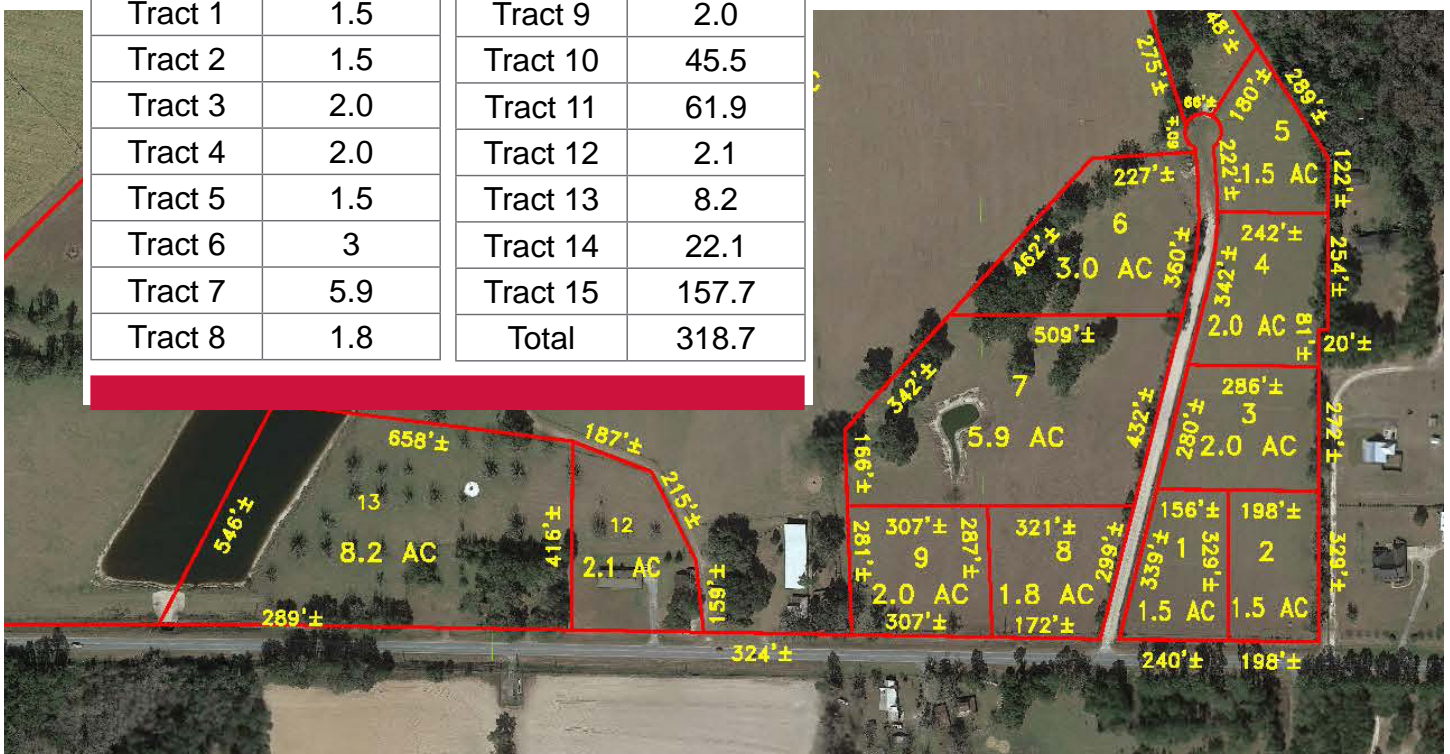 Tract 1 1.5
Tract 2 1.5
Tract 3 2.0
Tract 4 2.0
Tract 5 1.5
Tract 6 3
Tract 7 5.9
Tract 8 1.8
Tract 9 2.0
Tract 10 45.5
Tract 11 61.9
Tract 12 2.1
Tract 13 8.2
Tract 14 22.1
Tract 15 157.7
Total 318.7
275'±
66'±
60'±
180'±
289'±
5
1.5 AC
222'±
122'±
227'±
6
3.0 AC
462'±
360'±
242'±
4
342'±
2.0 AC
254'±
81'±
20'±
509'±
7
5.9 AC
342'±
432'±
166'±
286'±
3
280'±
2.0 AC
272'±
658'±
187'±
215'±
546'±
13
8.2 AC
416'±
12
2.1 AC
159'±
289'±
324'±
307'±
9
281'±
287'±
2.0 AC
307'±
321'±
8
299'±
1.8 AC
172'±
156'±
1
339'±
329'±
1.5 AC
240'±
198'±
2
1.5 AC
329'±
198'±